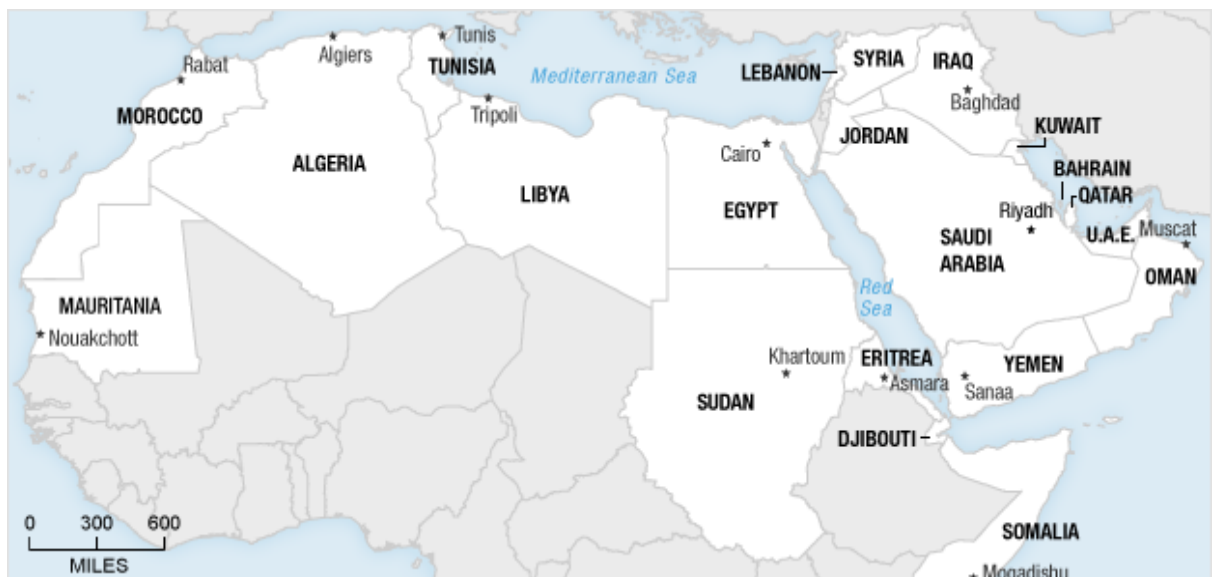 Tunis
Rabat
Algiers
TUNISIA
Mediterranean Sea
LEBANON
SYRIA
IRAQ
Baghdad
MOROCCO
Tripoli
KUWAIT
JORDAN
Cairo
ALGERIA
BAHRAIN
LIBYA
QATAR
EGYPT
Riyadh
U.A.E.
Muscat
SAUDI
ARABIA
OMAN
Red
Sea
MAURITANIA
Nouakchott
Khartoum
ERITREA
YEMEN
Asmara
Sanaa
SUDAN
DJIBOUTI
SOMALIA
Mogadishu
0 300 600
MILES